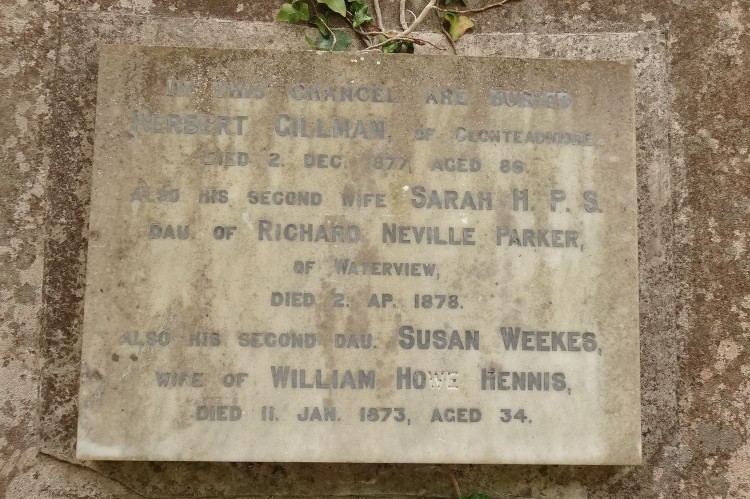 IN THIS CHANCEL ARE BURIED
HERBERT GILLMAN, OF CLONTEADMORE,
DIED 2. DEC. 1877, AGED 86.
ALSO HIS SECOND WIFE SARAH H. P. S.
DAU. OF RICHARD NEVILLE PARKER,
OF WATERVIEW,
DIED 2. AP. 1878.
ALSO HIS SECOND DAU. SUSAN WEEKES,
WIFE OF WILLIAM HOWE HENNIS,
DIED 11. JAN. 1873, AGED 34.